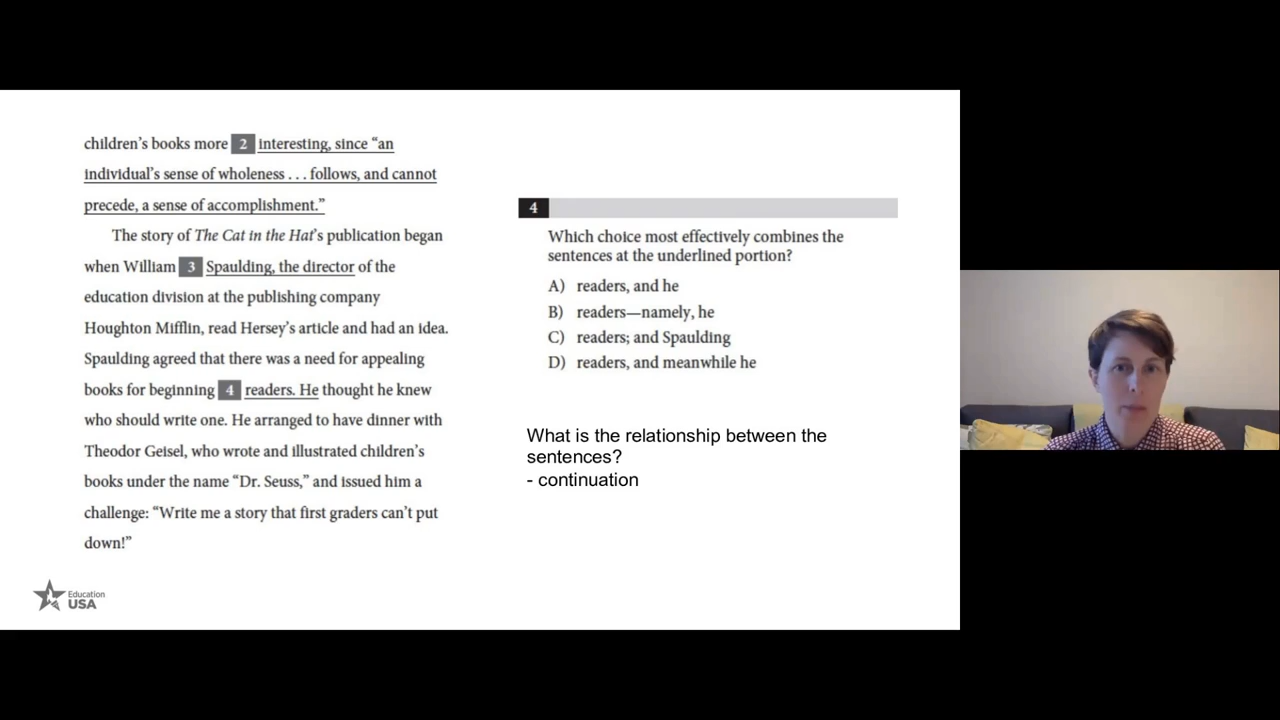 children's books more 2 interesting, since “an
individual's sense of wholeness . . . follows, and cannot
precede, a sense of accomplishment.”
The story of The Cat in the Hat's publication began
when William 3 Spaulding, the director of the
education division at the publishing company
Houghton Mifflin, read Hersey's article and had an idea.
Spaulding agreed that there was a need for appealing
books for beginning 4 readers. He thought he knew
who should write one. He arranged to have dinner with
Theodor Geisel, who wrote and illustrated children's
books under the name “Dr. Seuss,” and issued him a
challenge: “Write me a story that first graders can't put
down!”
4
Which choice most effectively combines the
sentences at the underlined portion?
A) readers, and he
B) readers—namely, he
C) readers; and Spaulding
D) readers, and meanwhile he
What is the relationship between the
sentences?
- continuation
Education
USA